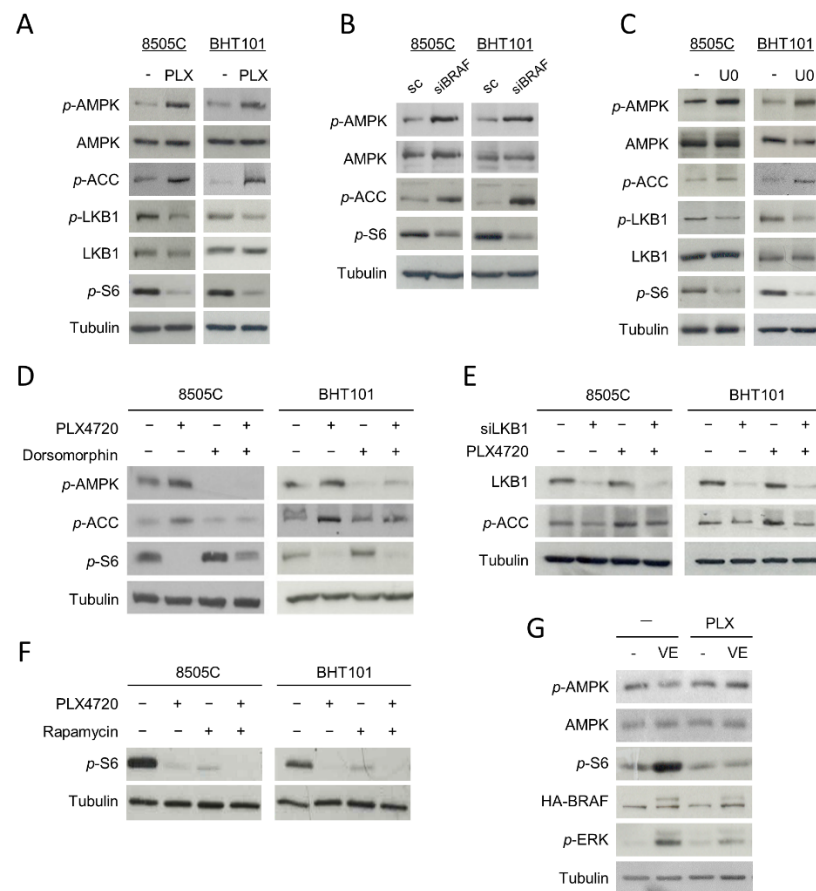 A
8505C BHT101
- PLX - PLX
p-AMPK
AMPK
p-ACC
p-LKB1
LKB1
p-S6
Tubulin
B
8505C BHT101
sc siBRAF sc siBRAF
p-AMPK
AMPK
p-ACC
p-S6
Tubulin
C
8505C BHT101
- U0 - U0
p-AMPK
AMPK
p-ACC
p-LKB1
LKB1
p-S6
Tubulin
D
8505C BHT101
PLX4720 – + – + – + – +
Dorsomorphin – – + + – – + +
p-AMPK
p-ACC
p-S6
Tubulin
E
8505C BHT101
siLKB1 – + – + – + – +
PLX4720 – – + + – – + +
LKB1
p-ACC
Tubulin
F
8505C BHT101
PLX4720 – + – + – + – +
Rapamycin – – + + – – + +
p-S6
Tubulin
G
– PLX
- VE - VE
p-AMPK
AMPK
p-S6
HA-BRAF
p-ERK
Tubulin